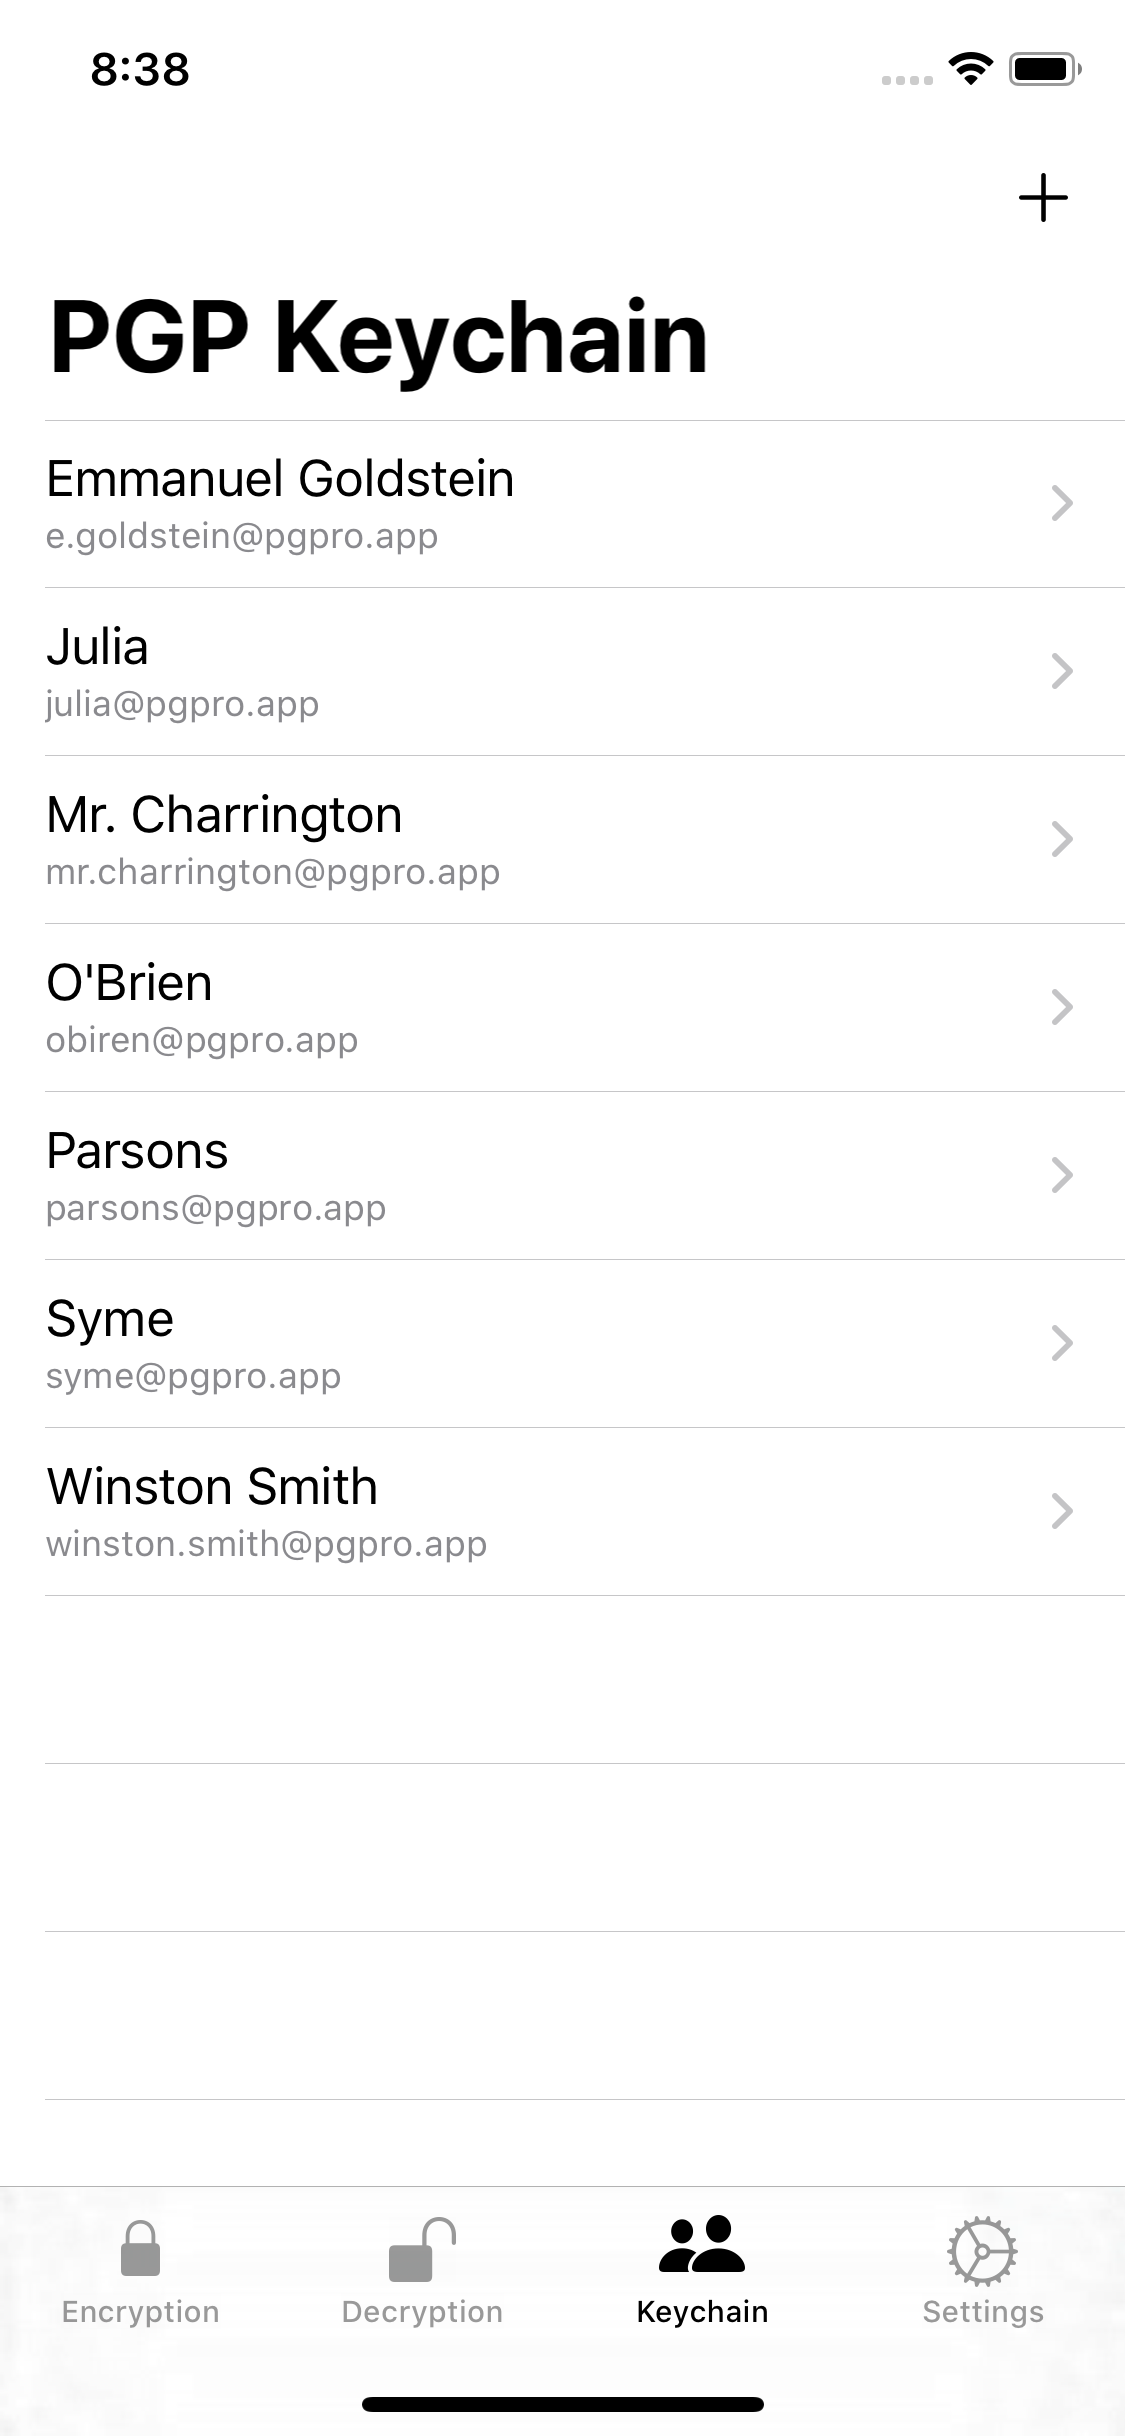 8:38
PGP Keychain
Emmanuel Goldstein
e.goldstein@pgpro.app
Julia
julia@pgpro.app
Mr. Charrington
mr.charrington@pgpro.app
O'Brien
obiren@pgpro.app
Parsons
parsons@pgpro.app
Syme
syme@pgpro.app
Winston Smith
winston.smith@pgpro.app
Encryption
Decryption
Keychain
Settings